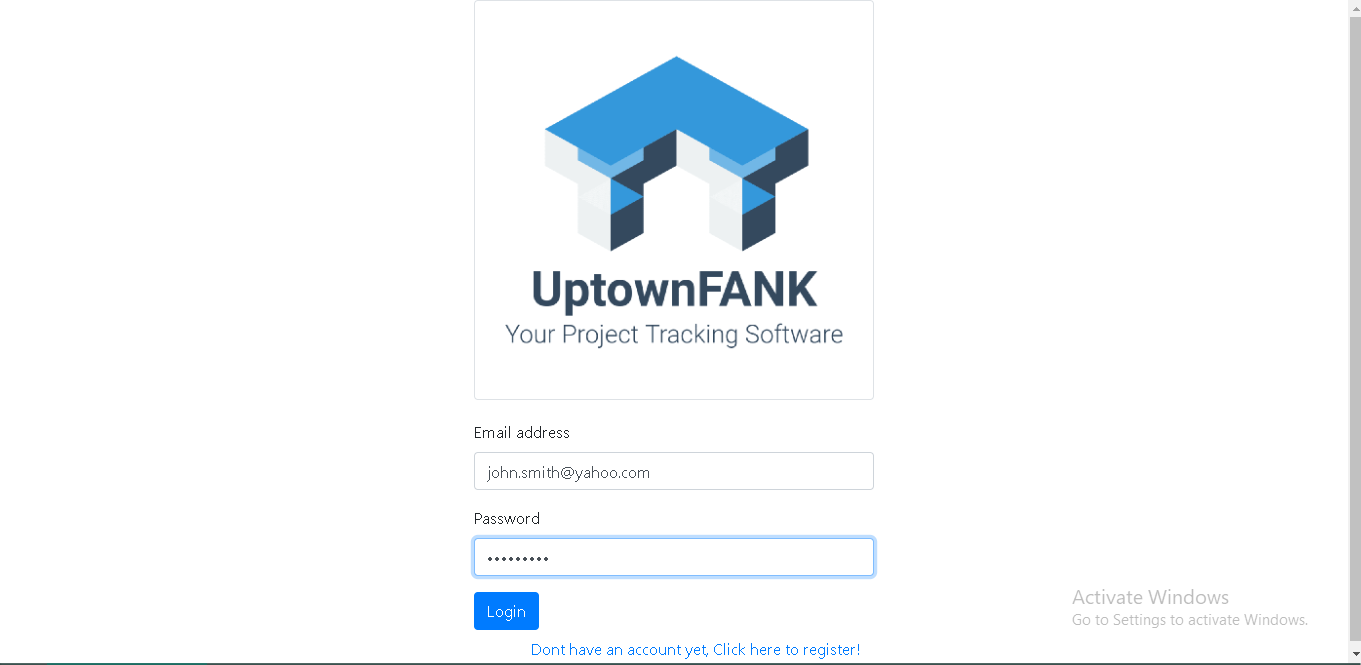 UptownFANK
Your Project Tracking Software
Email address
john.smith@yahoo.com
Password
•••••••••
Login
Dont have an account yet, Click here to register!
Activate Windows
Go to Settings to activate Windows.